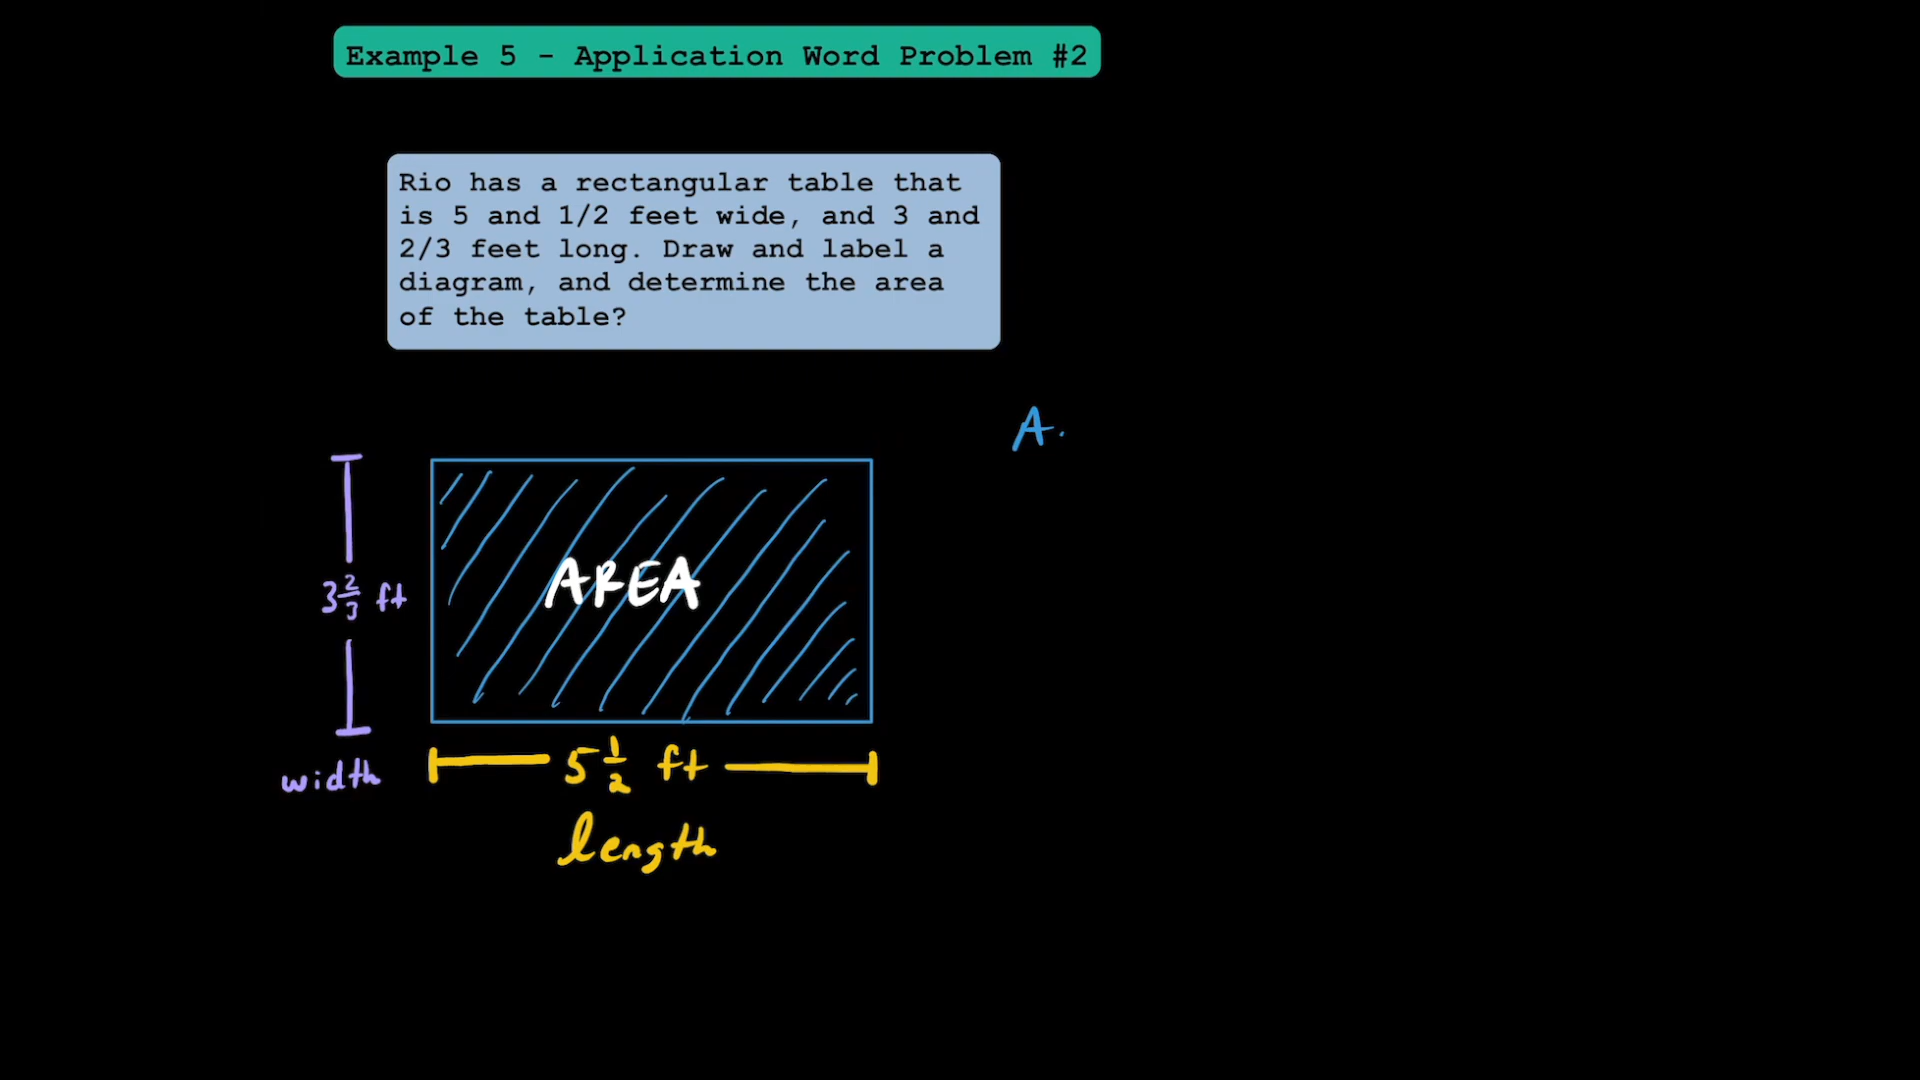 Example 5 - Application Word Problem #2
Rio has a rectangular table that
is 5 and 1/2 feet wide, and 3 and
2/3 feet long. Draw and label a
diagram, and determine the area
of the table?
A.
AREA
3 2/3 ft
width
5 1/2 ft
length